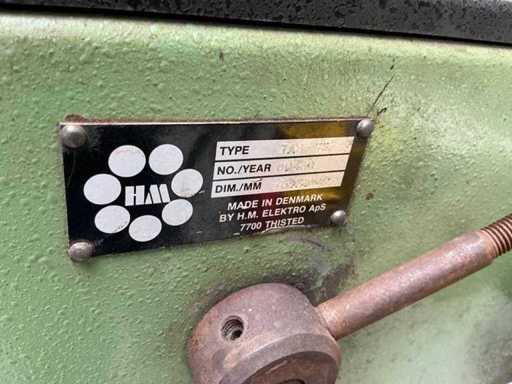 HM
TYPE
NO./YEAR
DIM./MM
MADE IN DENMARK
BY H.M. ELEKTRO ApS
7700 THISTED